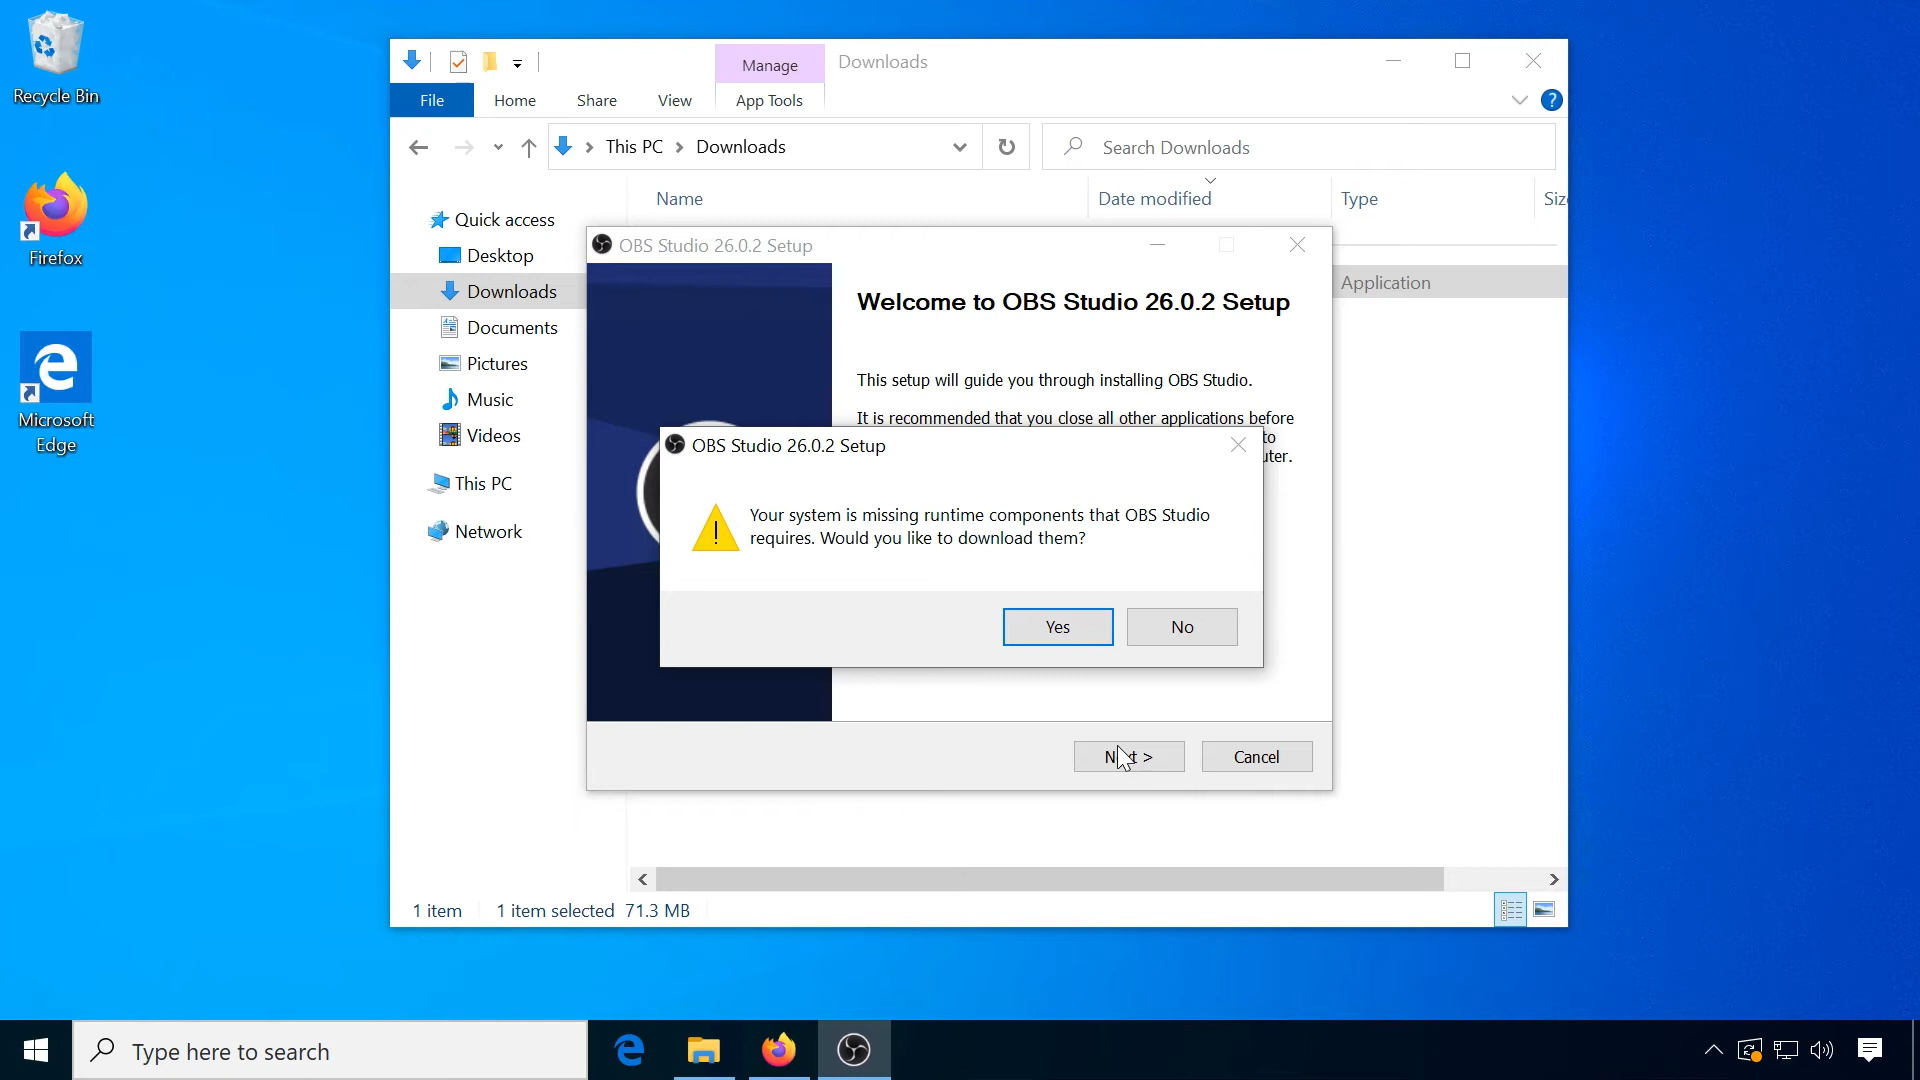 Recycle Bin
Firefox
Microsoft
Edge
Manage
Downloads
File
Home
Share
View
App Tools
?
This PC
Downloads
Search Downloads
Name
Date modified
Type
Quick access
Desktop
Downloads
Documents
Pictures
Music
Videos
This PC
Network
Application
OBS Studio 26.0.2 Setup
Welcome to OBS Studio 26.0.2 Setup
This setup will guide you through installing OBS Studio.
It is recommended that you close all other applications before
to
OBS Studio 26.0.2 Setup
!
Your system is missing runtime components that OBS Studio
requires. Would you like to download them?
Yes
No
Cancel
1 item
1 item selected 71.3 MB
Type here to search